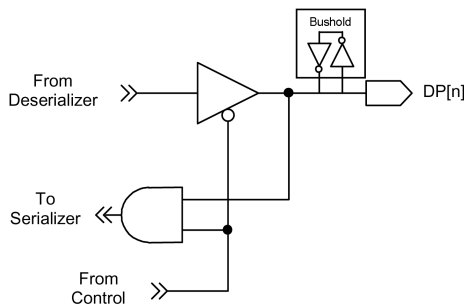 Bushold
From
Deserializer
DP[n]
To
Serializer
From
Control